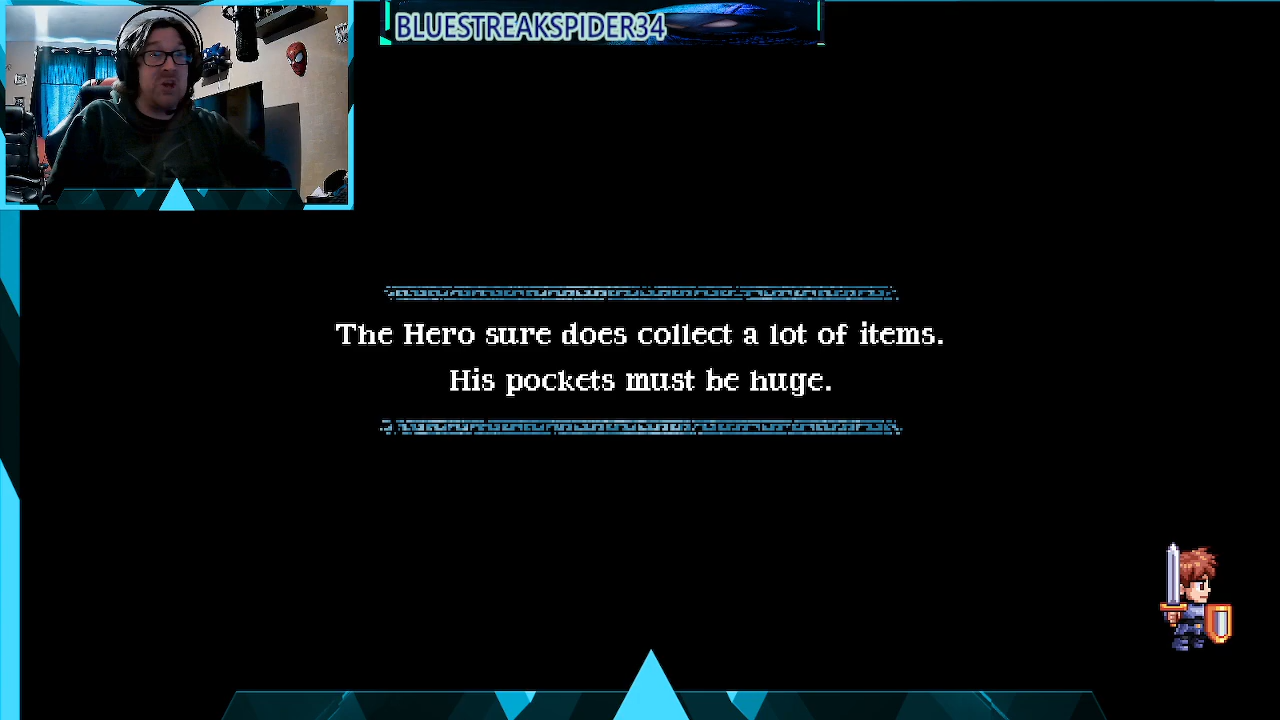 BLUESTREAKSPIDER34
The Hero sure does collect a lot of items.
His pockets must be huge.